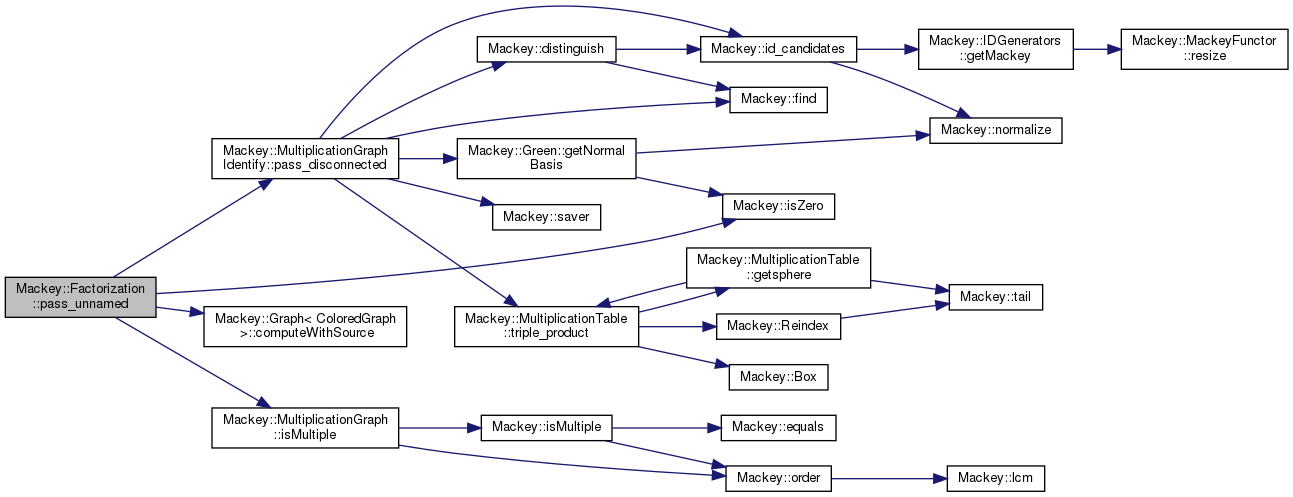 Mackey::Factorization
::pass_unnamed
Mackey::MultiplicationGraph
Identify::pass_disconnected
Mackey::distinguish
Mackey::id_candidates
Mackey::IDGenerators
::getMackey
Mackey::MackeyFunctor
::resize
Mackey::find
Mackey::normalize
Mackey::Green::getNormal
Basis
Mackey::isZero
Mackey::saver
Mackey::MultiplicationTable
::triple_product
Mackey::MultiplicationTable
::getsphere
Mackey::tail
Mackey::Reindex
Mackey::Box
Mackey::Graph< ColoredGraph
>::computeWithSource
Mackey::MultiplicationGraph
::isMultiple
Mackey::isMultiple
Mackey::equals
Mackey::order
Mackey::lcm